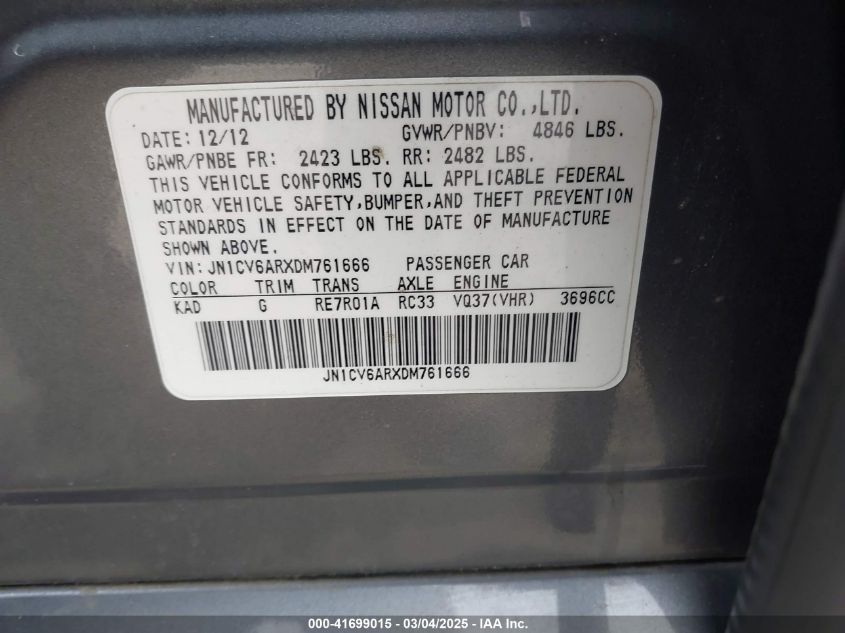 MANUFACTURED BY NISSAN MOTOR CO.,LTD.
DATE: 12/12 GVWR/PNBV: 4846 LBS.
GAWR/PNBE FR: 2423 LBS. RR: 2482 LBS.
THIS VEHICLE CONFORMS TO ALL APPLICABLE FEDERAL
MOTOR VEHICLE SAFETY,BUMPER,AND THEFT PREVENTION
STANDARDS IN EFFECT ON THE DATE OF MANUFACTURE
SHOWN ABOVE.
VIN: JN1CV6ARXDM761666 PASSENGER CAR
COLOR TRIM TRANS AXLE ENGINE
KAD G RE7R01A RC33 VQ37(VHR) 3696CC
JN1CV6ARXDM761666
000-41699015 - 03/04/2025 - IAA Inc.